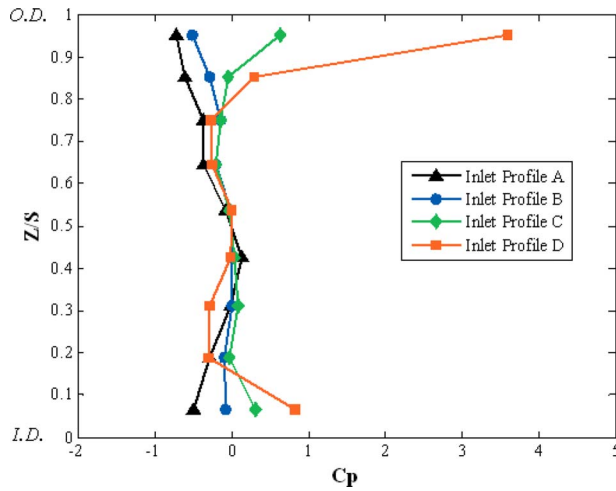 O.D. 1
0.9
0.8
0.7
0.6
Z/S 0.5
0.4
0.3
0.2
0.1
I.D. 0
-2 -1 0 1 2 3 4 5
Cp
Inlet Profile A
Inlet Profile B
Inlet Profile C
Inlet Profile D